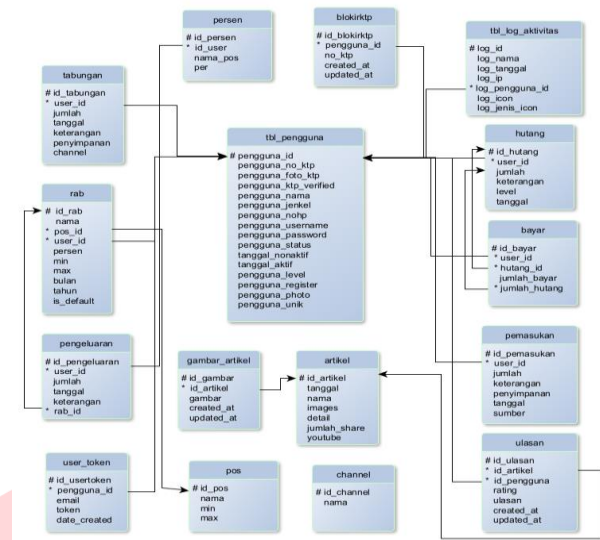 persen
# id_persen
* id_user
nama_pos
per
blokirktp
# id_blokirktp
* pengguna_id
no_ktp
created_at
updated_at
tbl_log_aktivitas
# log_id
log_nama
log_tanggal
log_ip
* log_pengguna_id
log_icon
log_jenis_icon
tabungan
# id_tabungan
* user_id
jumlah
tanggal
keterangan
penyimpanan
channel
tbl_pengguna
# pengguna_id
pengguna_no_ktp
pengguna_foto_ktp
pengguna_ktp_verified
pengguna_nama
pengguna_jenkel
pengguna_nohp
pengguna_username
pengguna_password
pengguna_status
tanggal_nonaktif
tanggal_aktif
pengguna_level
pengguna_register
pengguna_photo
pengguna_unik
hutang
# id_hutang
* user_id
jumlah
keterangan
level
tanggal
rab
# id_rab
nama
* pos_id
* user_id
persen
min
max
bulan
tahun
is_default
bayar
# id_bayar
* user_id
* hutang_id
jumlah_bayar
* jumlah_hutang
pengeluaran
# id_pengeluaran
* user_id
jumlah
tanggal
keterangan
* rab_id
gambar_artikel
# id_gambar
* id_artikel
gambar
created_at
updated_at
artikel
# id_artikel
tanggal
nama
images
detail
jumlah_share
youtube
pemasukan
# id_pemasukan
* user_id
jumlah
keterangan
penyimpanan
tanggal
sumber
user_token
# id_usertoken
* pengguna_id
email
token
date_created
pos
# id_pos
nama
min
max
channel
# id_channel
nama
ulasan
# id_ulasan
* id_artikel
* id_pengguna
rating
ulasan
created_at
updated_at